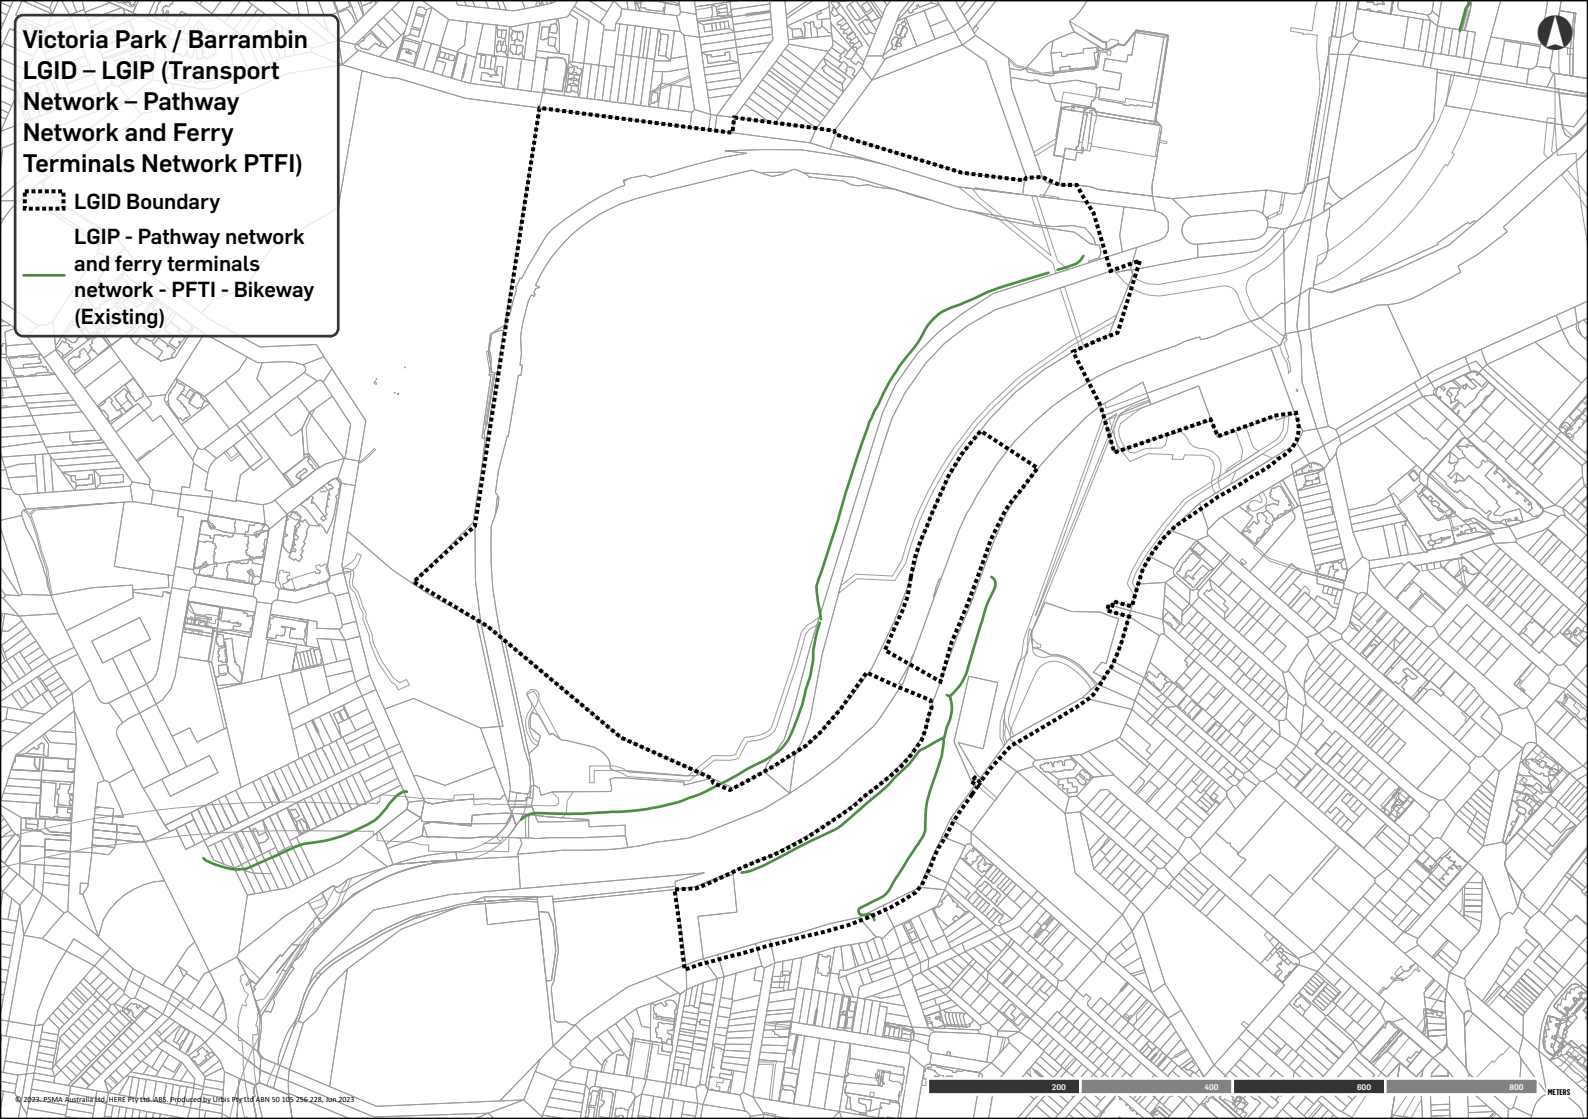 Victoria Park / Barrambin
LGID – LGIP (Transport
Network – Pathway
Network and Ferry
Terminals Network PTFI)
LGID Boundary
LGIP - Pathway network
and ferry terminals
network - PFTI - Bikeway
(Existing)
200
400
600
800
METERS
© 2023. PSMA Australia Ltd, HERE Pty Ltd. ABS. Produced by Urbis Pty Ltd ABN 50 105 256 228, Jun 2023